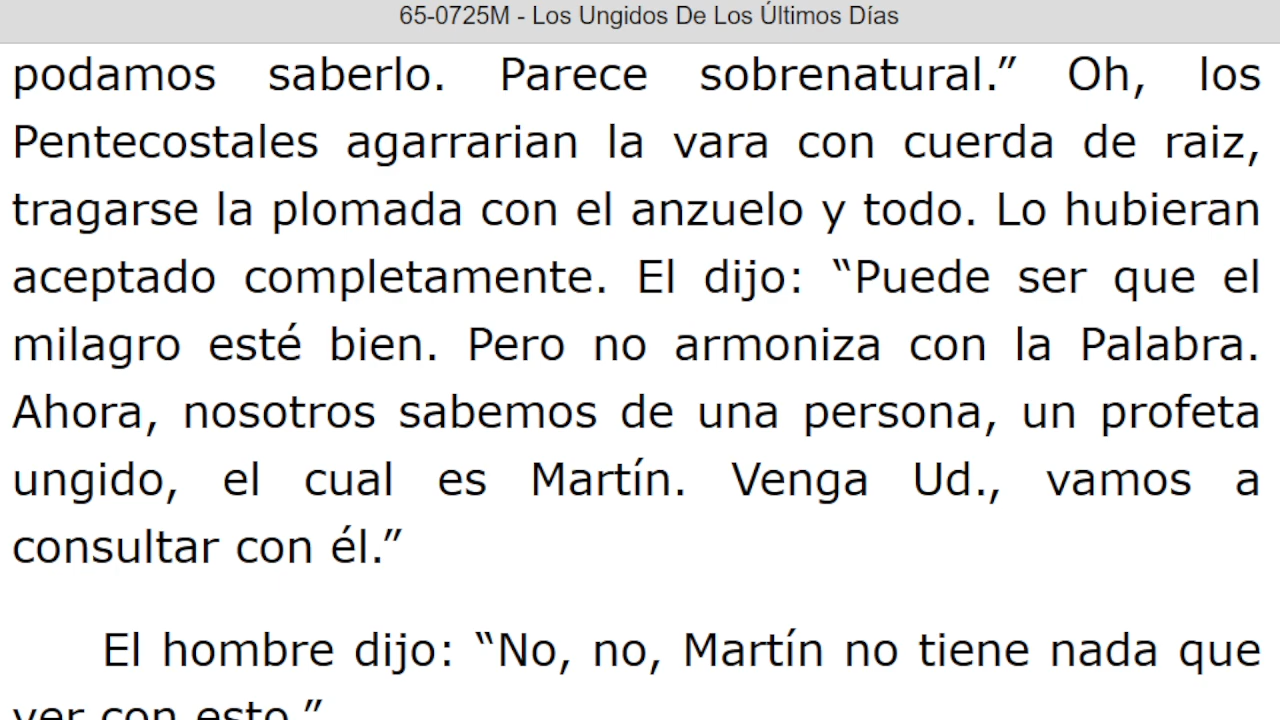 65-0725M - Los Ungidos De Los Últimos Días
podamos saberlo. Parece sobrenatural.” Oh, los
Pentecostales agarrarian la vara con cuerda de raiz,
tragarse la plomada con el anzuelo y todo. Lo hubieran
aceptado completamente. El dijo: “Puede ser que el
milagro esté bien. Pero no armoniza con la Palabra.
Ahora, nosotros sabemos de una persona, un profeta
ungido, el cual es Martín. Venga Ud., vamos a
consultar con él.”
El hombre dijo: “No, no, Martín no tiene nada que
ver con esto.”